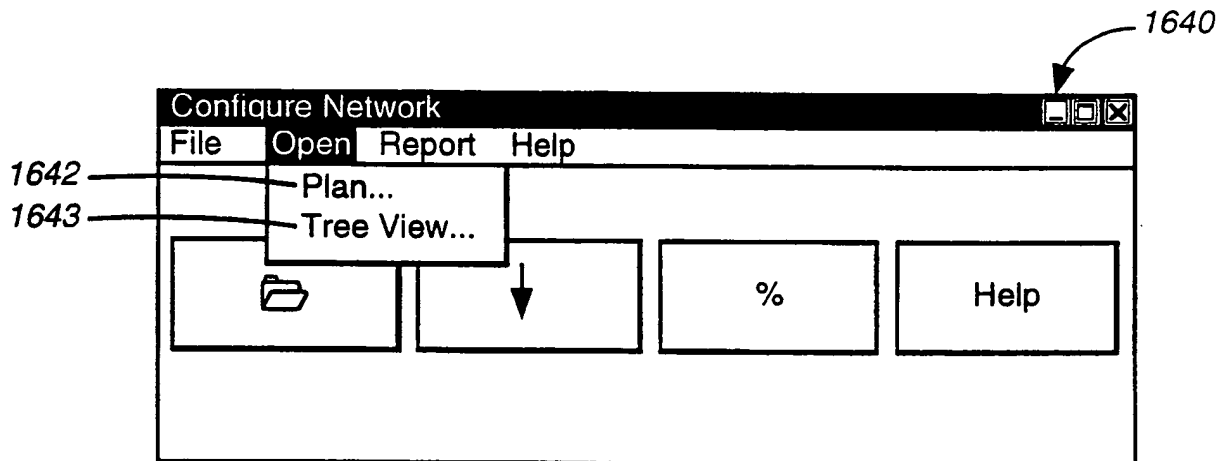 1640
Configure Network
File Open Report Help
1642
Plan...
1643
Tree View...
%
Help